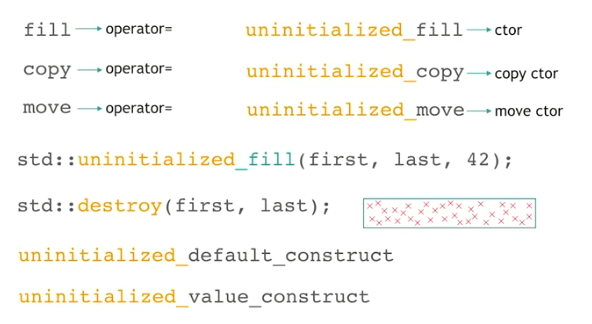 fill → operator= uninitialized_fill → ctor
copy → operator= uninitialized_copy → copy ctor
move → operator= uninitialized_move → move ctor
std::uninitialized_fill(first, last, 42);
std::destroy(first, last);
uninitialized_default_construct
uninitialized_value_construct